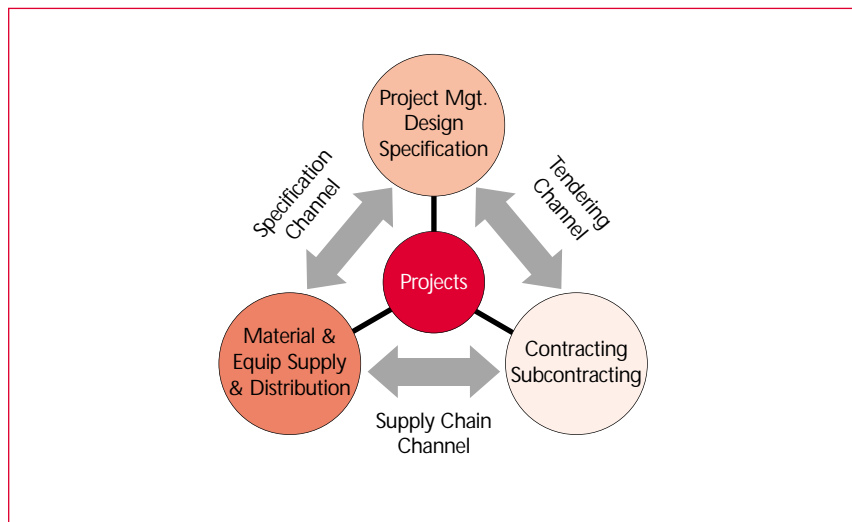 Project Mgt.
Design
Specification
Specification
Channel
Tendering
Channel
Projects
Material &
Equip Supply
& Distribution
Contracting
Subcontracting
Supply Chain
Channel